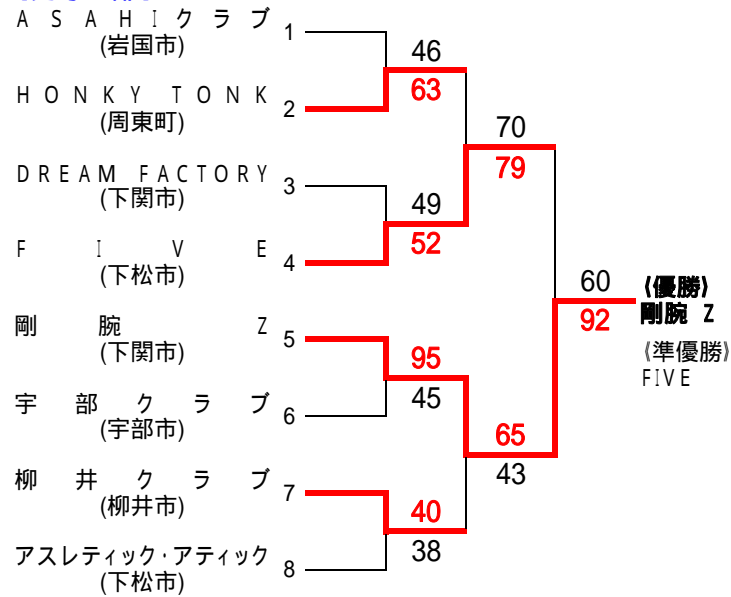 ASAHIクラブ 1
(岩国市)
46
63
HONKY TONK 2
(周東町)
70
79
DREAM FACTORY 3
(下関市)
49
52
FIVE 4
(下松市)
60
92
(優勝)
剛腕 Z
(準優勝)
FIVE
剛腕Z 5
(下関市)
95
45
宇部クラブ 6
(宇部市)
65
43
柳井クラブ 7
(柳井市)
40
38
アスレティック・アティック 8
(下松市)